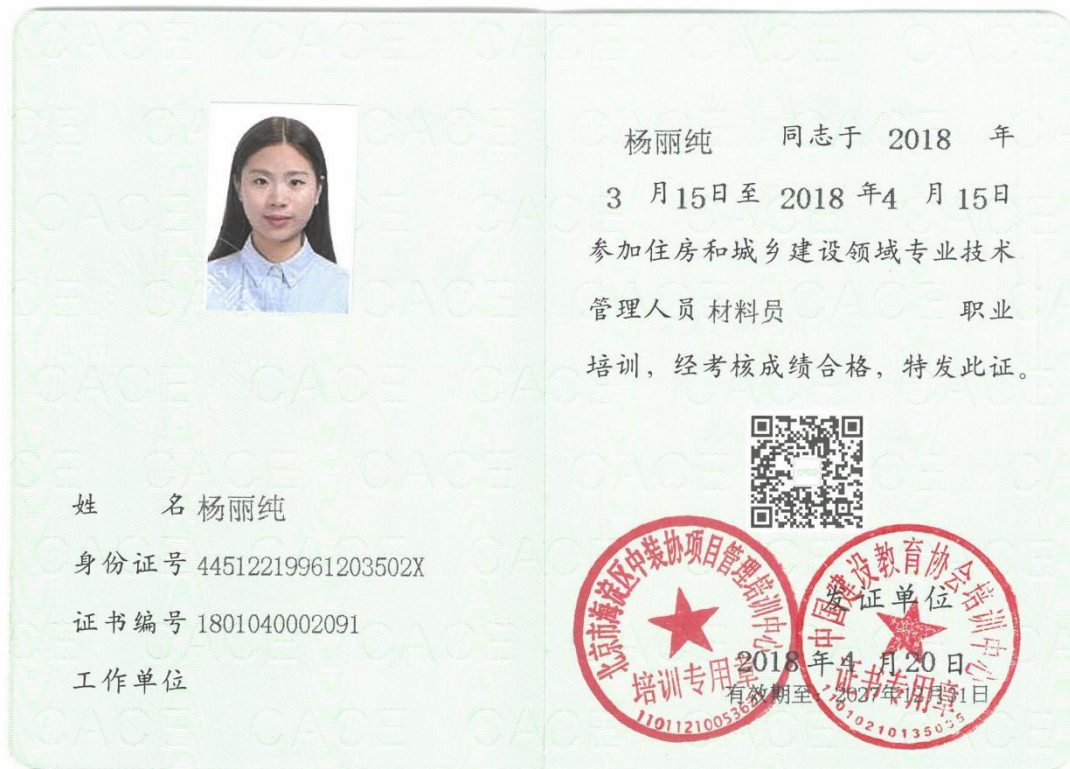 姓 名 杨丽纯
身份证号 44512219961203502X
证书编号 1801040002091
工作单位
杨丽纯 同志于 2018 年
3 月15日至 2018 年4 月 15日
参加住房和城乡建设领域专业技术
管理人员 材料员 职业
培训，经考核成绩合格，特发此证。
北京市海淀区中装协项目管理培训中心
培训专用章
中国建设教育协会培训中心
证书专用章
发证单位
2018 年 4 月 20 日
有效期至：2027年12月31日
CACE